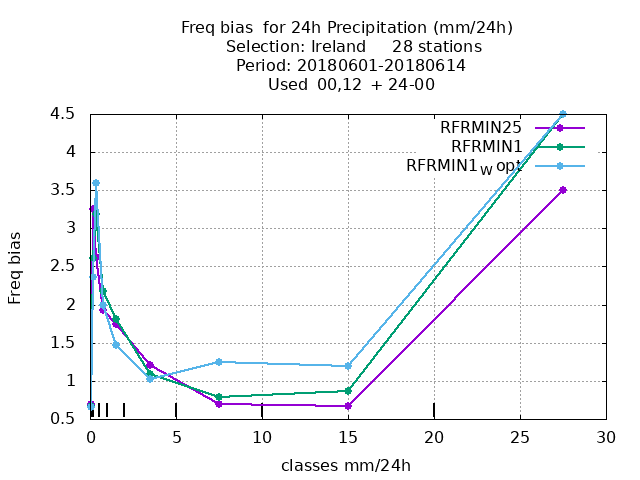 Freq bias  for 24h Precipitation (mm/24h)
Selection: Ireland     28 stations
Period: 20180601-20180614
Used  00,12  + 24-00
RFRMIN25
RFRMIN1
RFRMIN1W opt
4.5
4
3.5
3
2.5
2
1.5
1
0.5
Freq bias
0 5 10 15 20 25 30
classes mm/24h